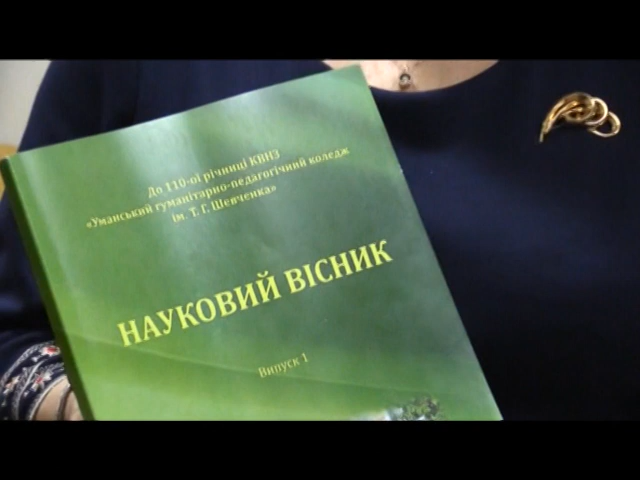 До 110-ої річниці КВНЗ
«Уманський гуманітарно-педагогічний коледж
ім. Т. Г. Шевченка»
НАУКОВИЙ ВІСНИК
Випуск 1